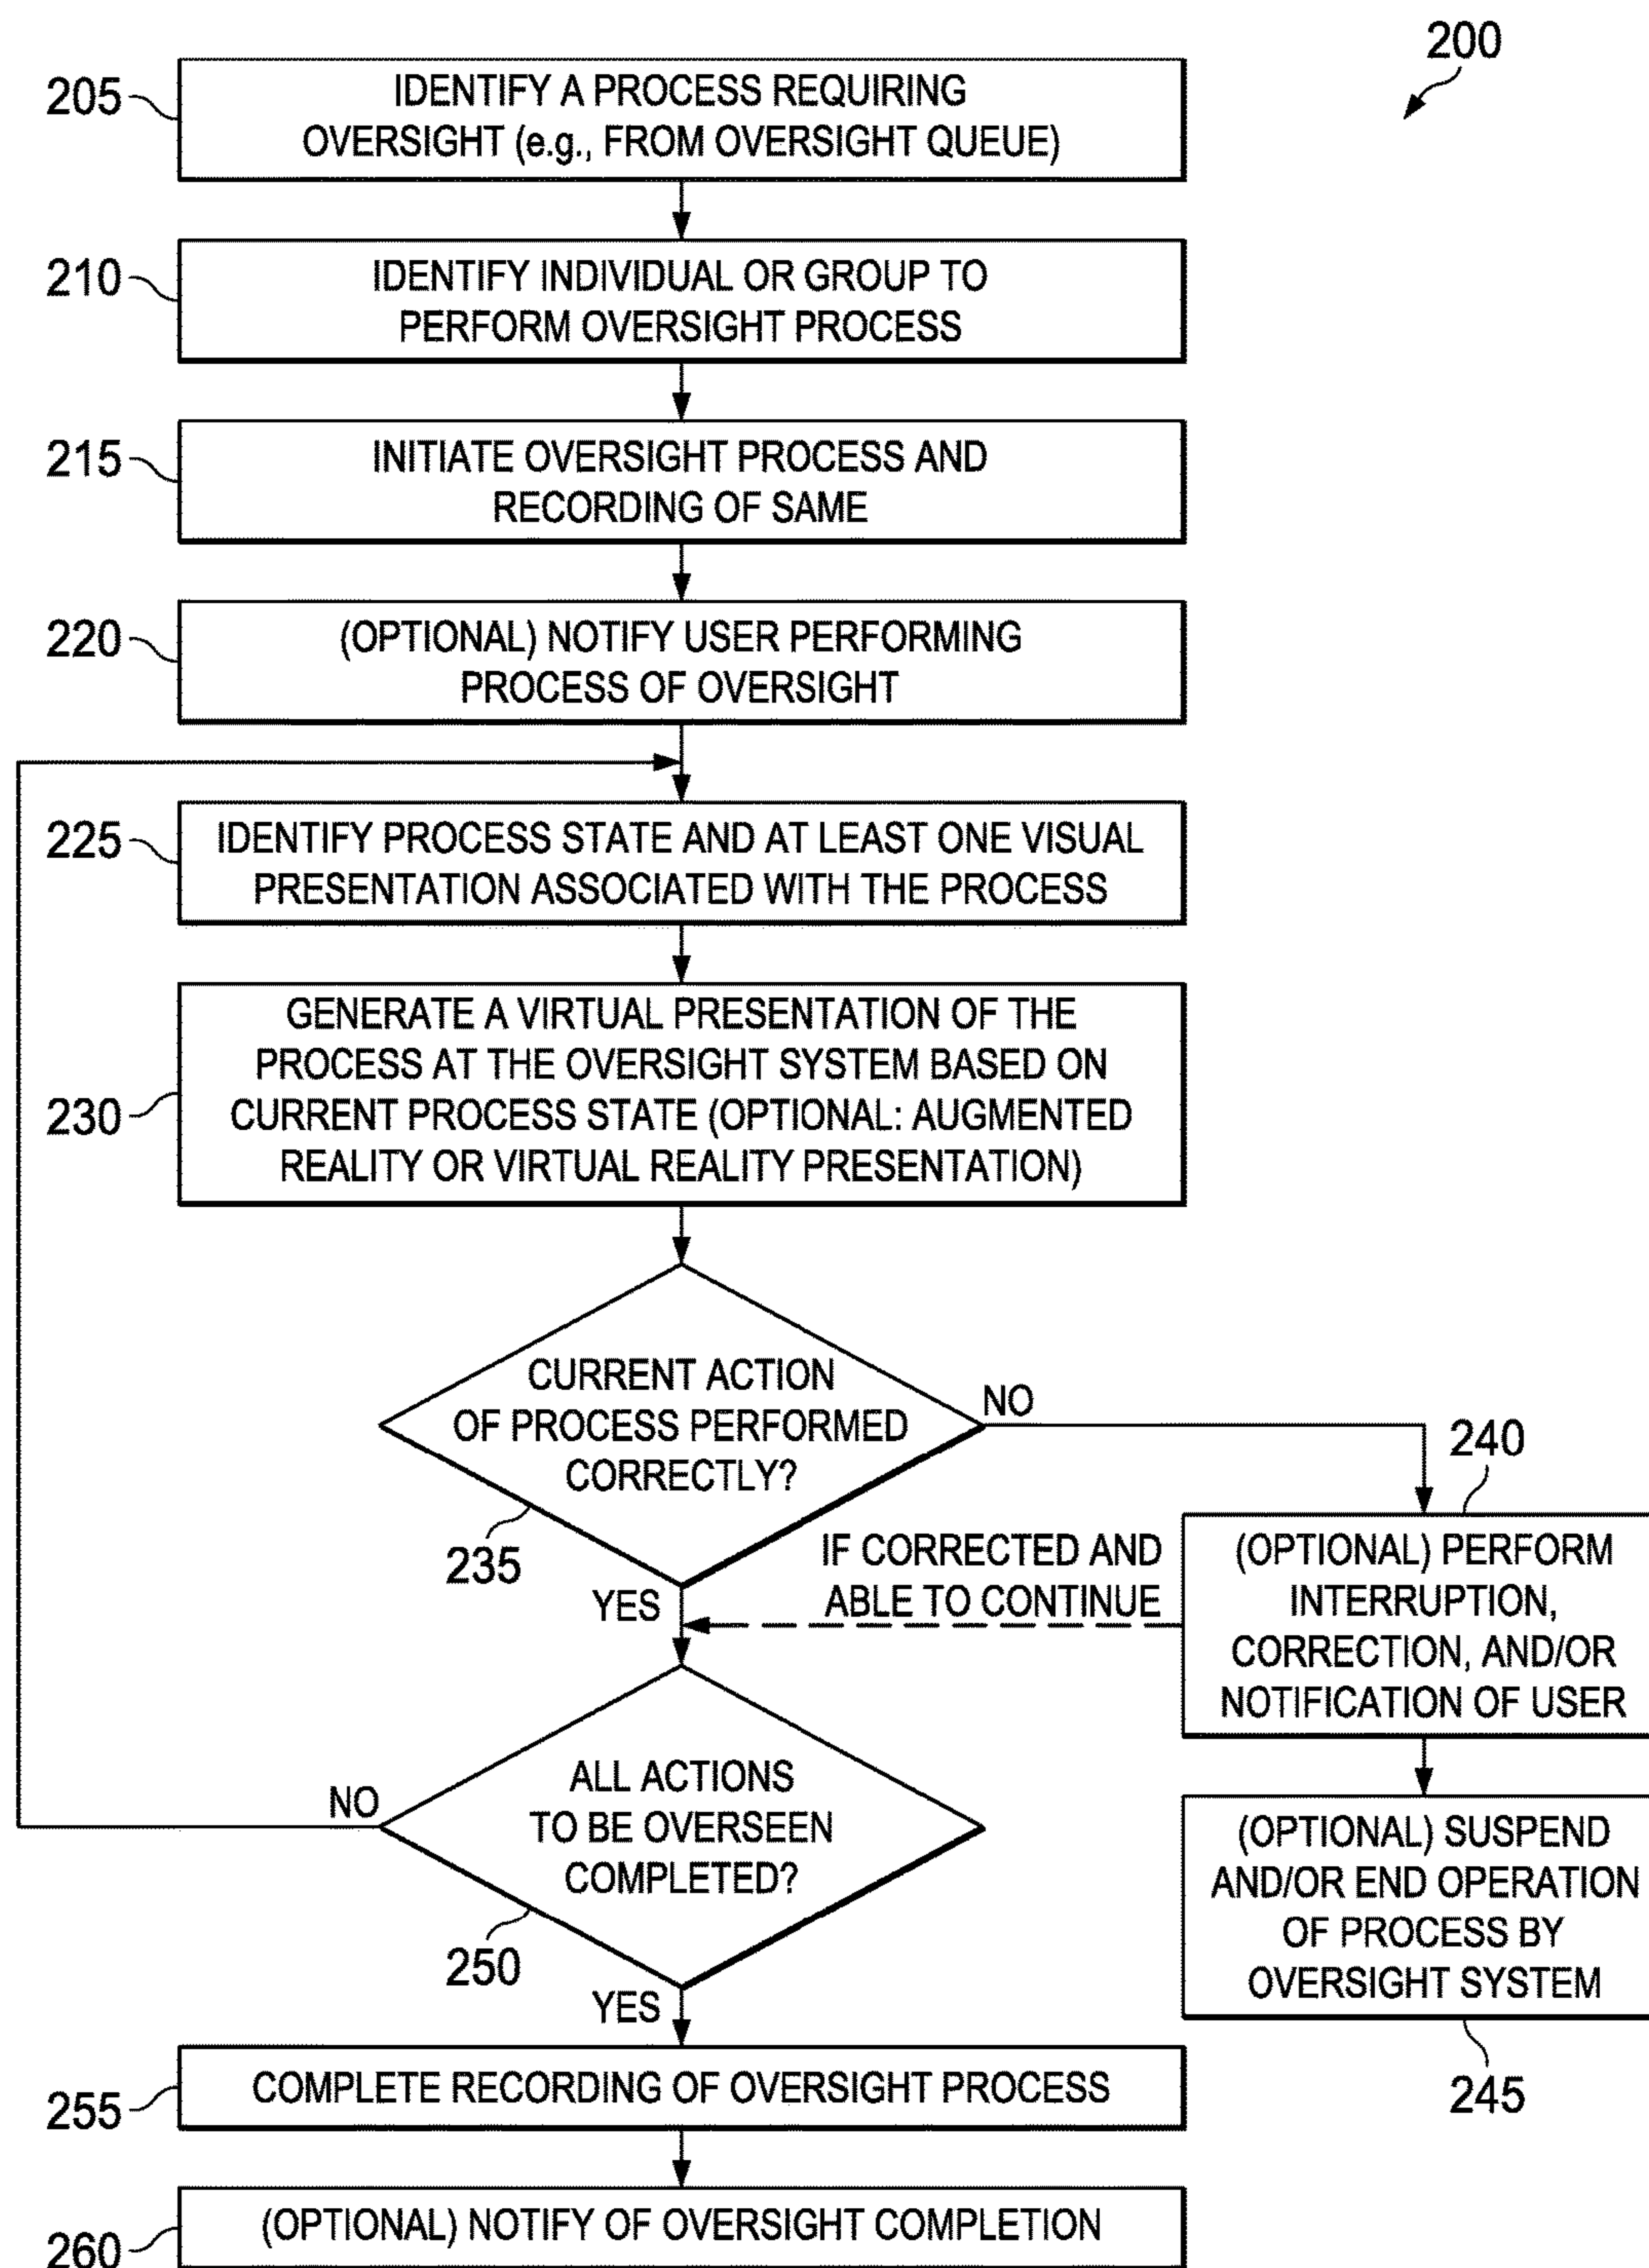 200
205
IDENTIFY A PROCESS REQUIRING
OVERSIGHT (e.g., FROM OVERSIGHT QUEUE)
210
IDENTIFY INDIVIDUAL OR GROUP TO
PERFORM OVERSIGHT PROCESS
215
INITIATE OVERSIGHT PROCESS AND
RECORDING OF SAME
220
(OPTIONAL) NOTIFY USER PERFORMING
PROCESS OF OVERSIGHT
225
IDENTIFY PROCESS STATE AND AT LEAST ONE VISUAL
PRESENTATION ASSOCIATED WITH THE PROCESS
230
GENERATE A VIRTUAL PRESENTATION OF THE
PROCESS AT THE OVERSIGHT SYSTEM BASED ON
CURRENT PROCESS STATE (OPTIONAL: AUGMENTED
REALITY OR VIRTUAL REALITY PRESENTATION)
CURRENT ACTION
OF PROCESS PERFORMED
CORRECTLY?
235
NO
YES
240
(OPTIONAL) PERFORM
INTERRUPTION,
CORRECTION, AND/OR
NOTIFICATION OF USER
IF CORRECTED AND
ABLE TO CONTINUE
(OPTIONAL) SUSPEND
AND/OR END OPERATION
OF PROCESS BY
OVERSIGHT SYSTEM
245
ALL ACTIONS
TO BE OVERSEEN
COMPLETED?
250
NO
YES
255
COMPLETE RECORDING OF OVERSIGHT PROCESS
260
(OPTIONAL) NOTIFY OF OVERSIGHT COMPLETION